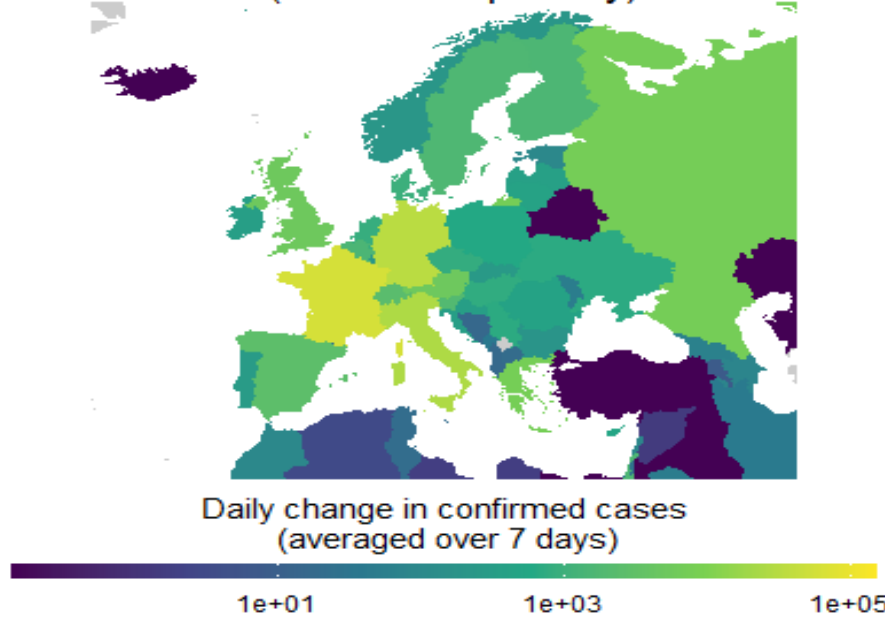 Daily change in confirmed cases
(averaged over 7 days)
1e+01 1e+03 1e+05